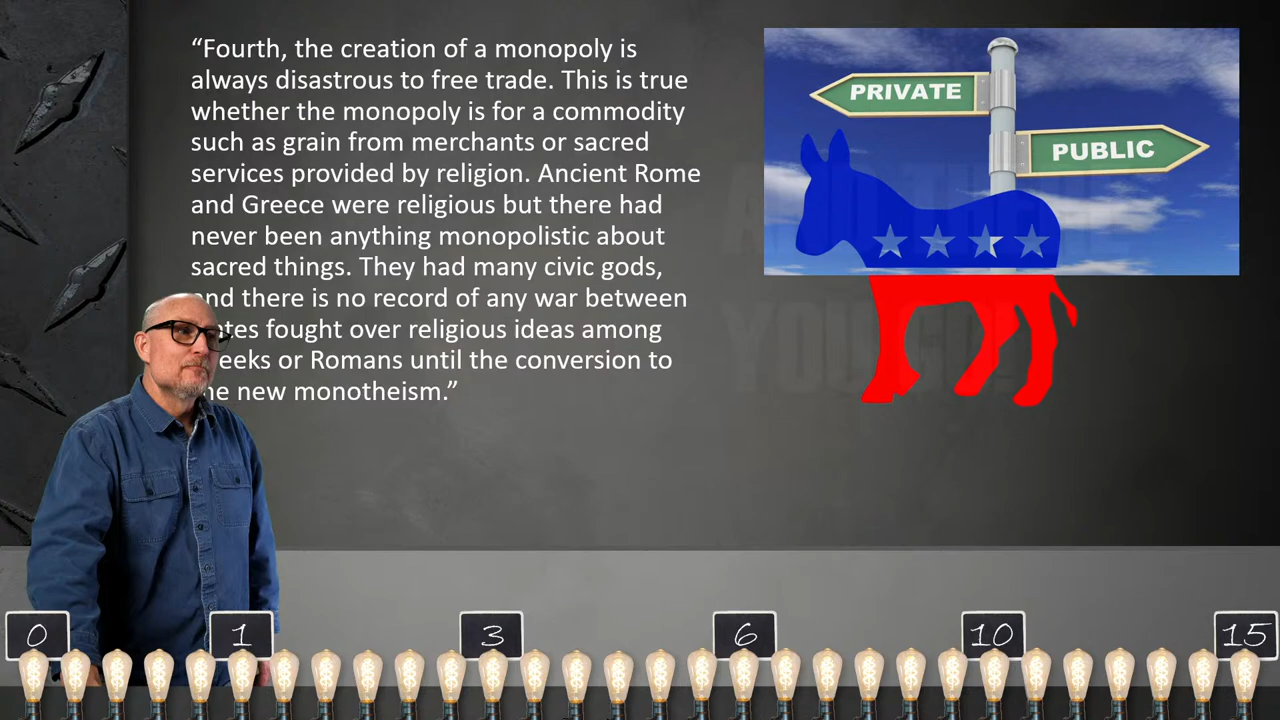 “Fourth, the creation of a monopoly is
always disastrous to free trade. This is true
whether the monopoly is for a commodity
such as grain from merchants or sacred
services provided by religion. Ancient Rome
and Greece were religious but there had
never been anything monopolistic about
sacred things. They had many civic gods,
and there is no record of any war between
fought over religious ideas among
or Romans until the conversion to
new monotheism.”
PRIVATE
PUBLIC
0
1
3
6
10
15